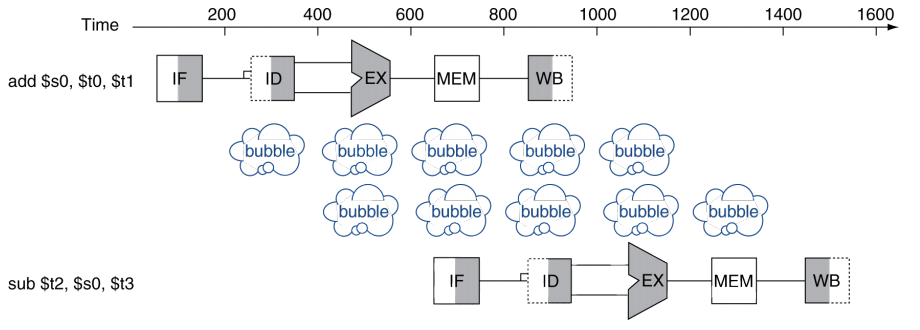 Time 200 400 600 800 1000 1200 1400 1600
add $s0, $t0, $t1 IF ID EX MEM WB
bubble bubble bubble bubble bubble
bubble bubble bubble bubble bubble
sub $t2, $s0, $t3 IF ID EX MEM WB